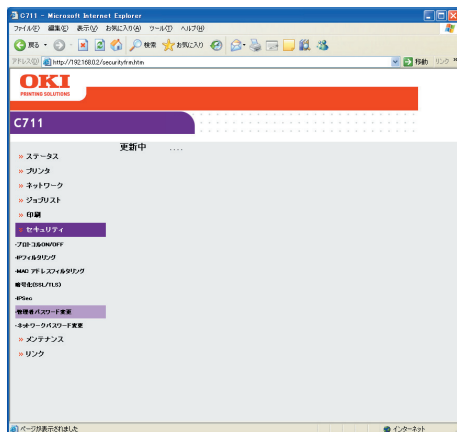 C711 - Microsoft Internet Explorer
ファイル(F) 編集(E) 表示(V) お気に入り(A) ツール(T) ヘルプ(H)
戻る 検索 お気に入り
アドレス(D) http://192.168.0.2/securityfrm.htm 移動 リンク
OKI
PRINTING SOLUTIONS
C711
更新中 ....
» ステータス
» プリンタ
» ネットワーク
» ジョブリスト
» 印刷
» セキュリティ
-プロトコルON/OFF
-IPフィルタリング
-MAC アドレスフィルタリング
暗号化(SSL/TLS)
-IPSec
-管理者パスワード変更
-ネットワークパスワード変更
» メンテナンス
» リンク
ページが表示されました インターネット